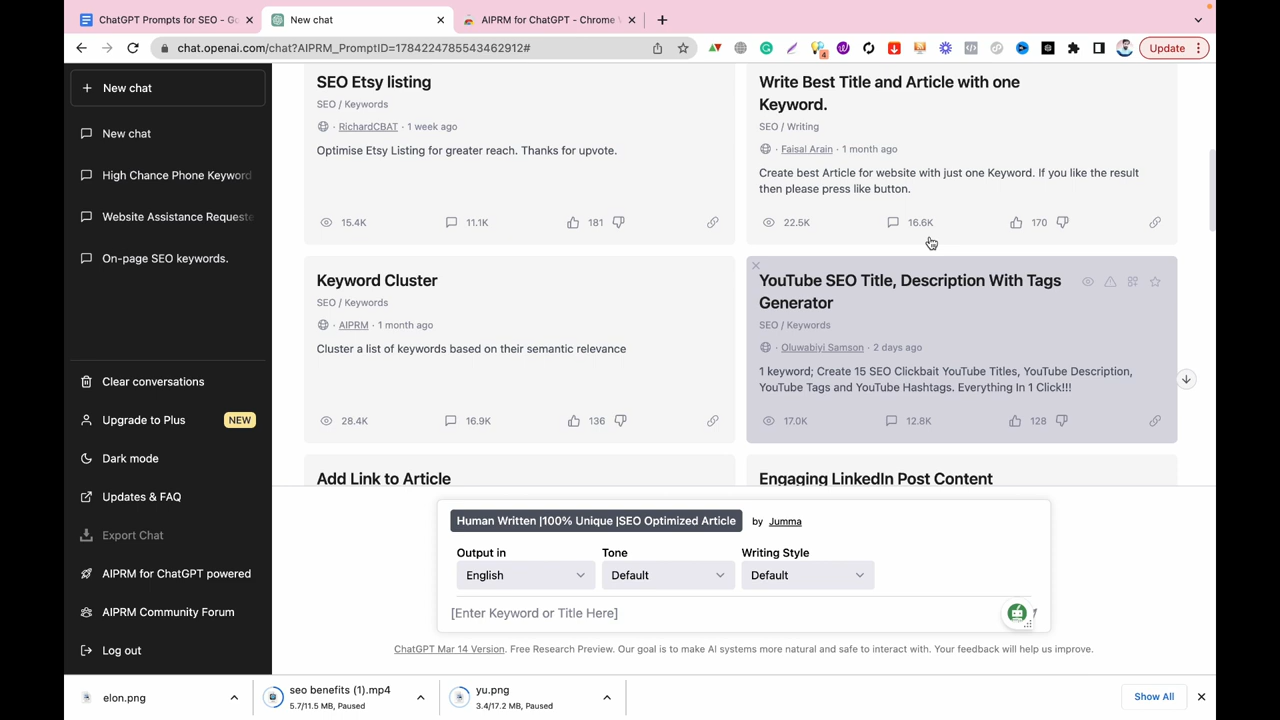 ChatGPT Prompts for SEO - Go
New chat
AIPRM for ChatGPT - Chrome
chat.openai.com/chat?AIPRM_PromptID=1784224785543462912#
4
Update
New chat
New chat
High Chance Phone Keyword
Website Assistance Requeste
On-page SEO keywords.
Clear conversations
Upgrade to Plus
NEW
Dark mode
Updates & FAQ
Export Chat
AIPRM for ChatGPT powered
AIPRM Community Forum
Log out
SEO Etsy listing
SEO / Keywords
· RichardCBAT · 1 week ago
Optimise Etsy Listing for greater reach. Thanks for upvote.
15.4K 11.1K 181
Write Best Title and Article with one
Keyword.
SEO / Writing
· Faisal Arain · 1 month ago
Create best Article for website with just one Keyword. If you like the result
then please press like button.
22.5K 16.6K 170
Keyword Cluster
SEO / Keywords
· AIPRM · 1 month ago
Cluster a list of keywords based on their semantic relevance
28.4K 16.9K 136
YouTube SEO Title, Description With Tags
Generator
SEO / Keywords
· Oluwabiyi Samson · 2 days ago
1 keyword; Create 15 SEO Clickbait YouTube Titles, YouTube Description,
YouTube Tags and YouTube Hashtags. Everything In 1 Click!!!
17.0K 12.8K 128
Add Link to Article
Engaging LinkedIn Post Content
Human Written |100% Unique |SEO Optimized Article by Jumma
Output in Tone Writing Style
English Default Default
[Enter Keyword or Title Here]
ChatGPT Mar 14 Version. Free Research Preview. Our goal is to make AI systems more natural and safe to interact with. Your feedback will help us improve.
elon.png
seo benefits (1).mp4
5.7/11.5 MB, Paused
yu.png
3.4/17.2 MB, Paused
Show All